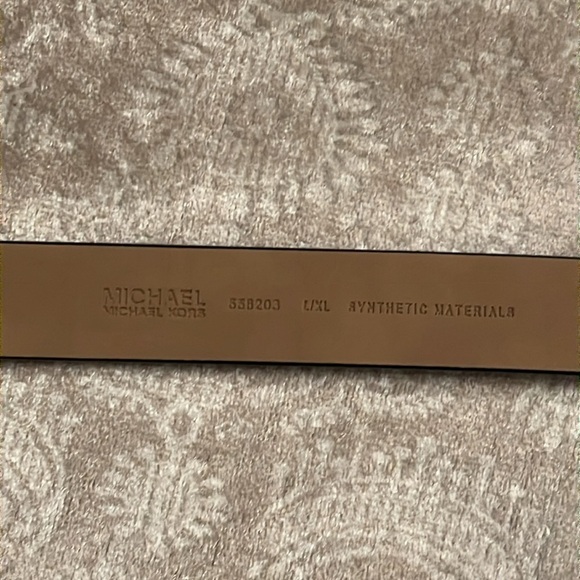 MICHAEL
MICHAEL KORS
558203 L/XL SYNTHETIC MATERIALS